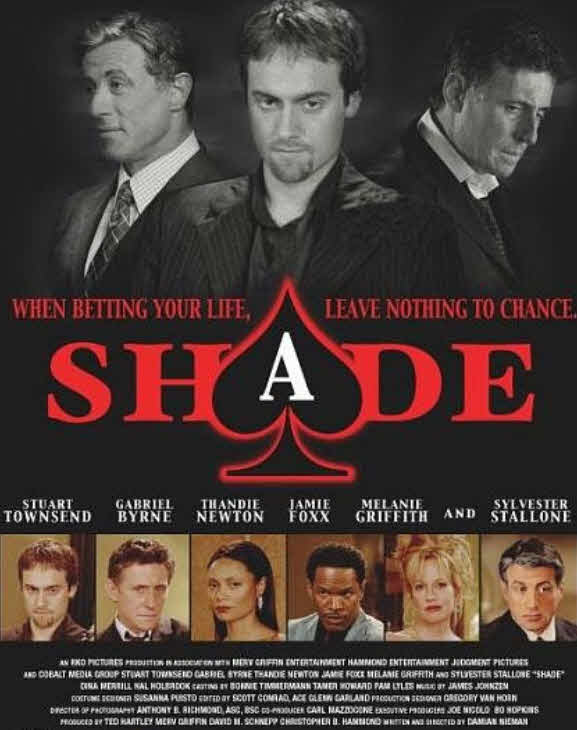 WHEN BETTING YOUR LIFE, LEAVE NOTHING TO CHANCE.
SHADE
STUART TOWNSEND GABRIEL BYRNE THANDIE NEWTON JAMIE FOXX MELANIE GRIFFITH AND SYLVESTER STALLONE
AN RKO PICTURES PRODUCTION IN ASSOCIATION WITH MERV GRIFFIN ENTERTAINMENT HAMMOND ENTERTAINMENT JUDGMENT PICTURES
AND COBALT MEDIA GROUP STUART TOWNSEND GABRIEL BYRNE THANDIE NEWTON JAMIE FOXX MELANIE GRIFFITH AND SYLVESTER STALLONE "SHADE"
DINA MERRILL HAL HOLBROOK CASTING BY BONNIE TIMMERMANN TAMER HOWARD PAM LYLES MUSIC BY JAMES JOHNZEN
COSTUME DESIGNER SUSANNA PUISTO EDITED BY SCOTT CONRAD, ACE GLENN GARLAND PRODUCTION DESIGNER GREGORY VAN HORN
DIRECTOR OF PHOTOGRAPHY ANTHONY B. RICHMOND, ASC, BSC CO-PRODUCER CARL MAZZOCONE EXECUTIVE PRODUCERS JOE NICOLO BO HOPKINS
PRODUCED BY TED HARTLEY MERV GRIFFIN DAVID M. SCHNEPP CHRISTOPHER B. HAMMOND WRITTEN AND DIRECTED BY DAMIAN NIEMAN